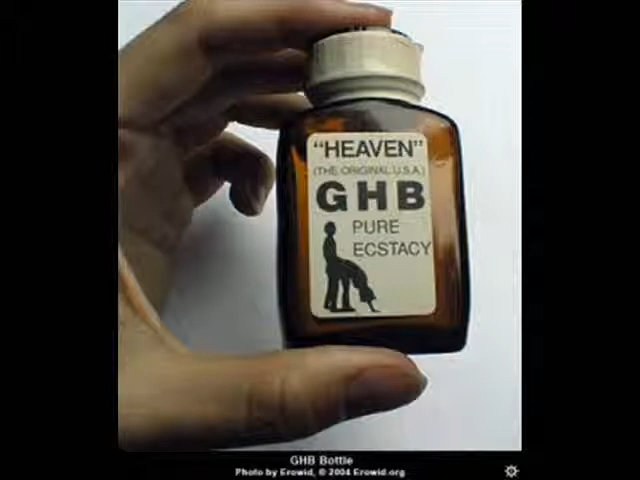 "HEAVEN"
(THE ORIGINAL U.S.A.)
GHB
PURE
ECSTACY
GHB Bottle
Photo by Erowid, © 2004 Erowid.org